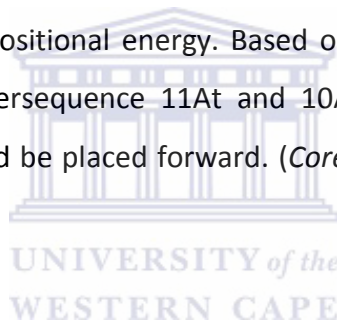 ositional energy. Based o
ersequence 11At and 10A
d be placed forward. (Core
UNIVERSITY of the
WESTERN CAPE